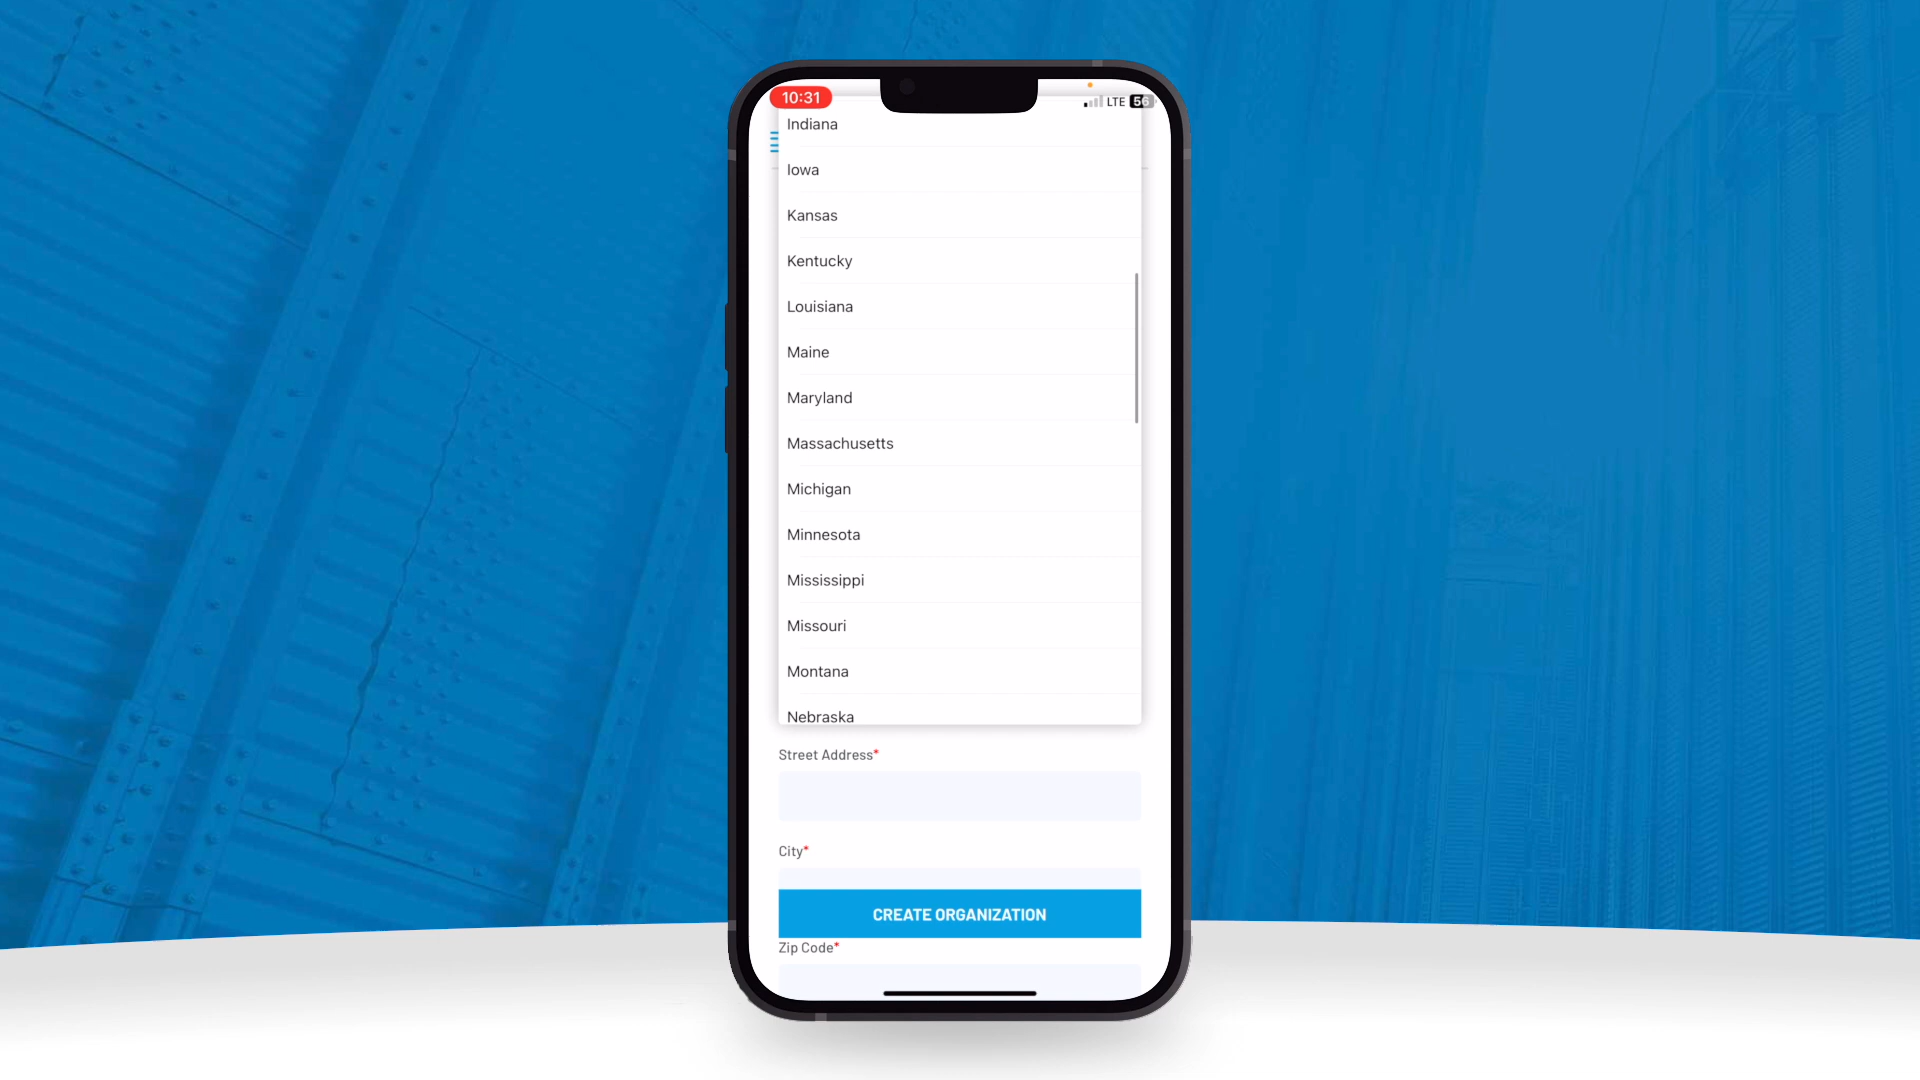 10:31
LTE 56
Indiana
Iowa
Kansas
Kentucky
Louisiana
Maine
Maryland
Massachusetts
Michigan
Minnesota
Mississippi
Missouri
Montana
Nebraska
Street Address*
City*
CREATE ORGANIZATION
Zip Code*